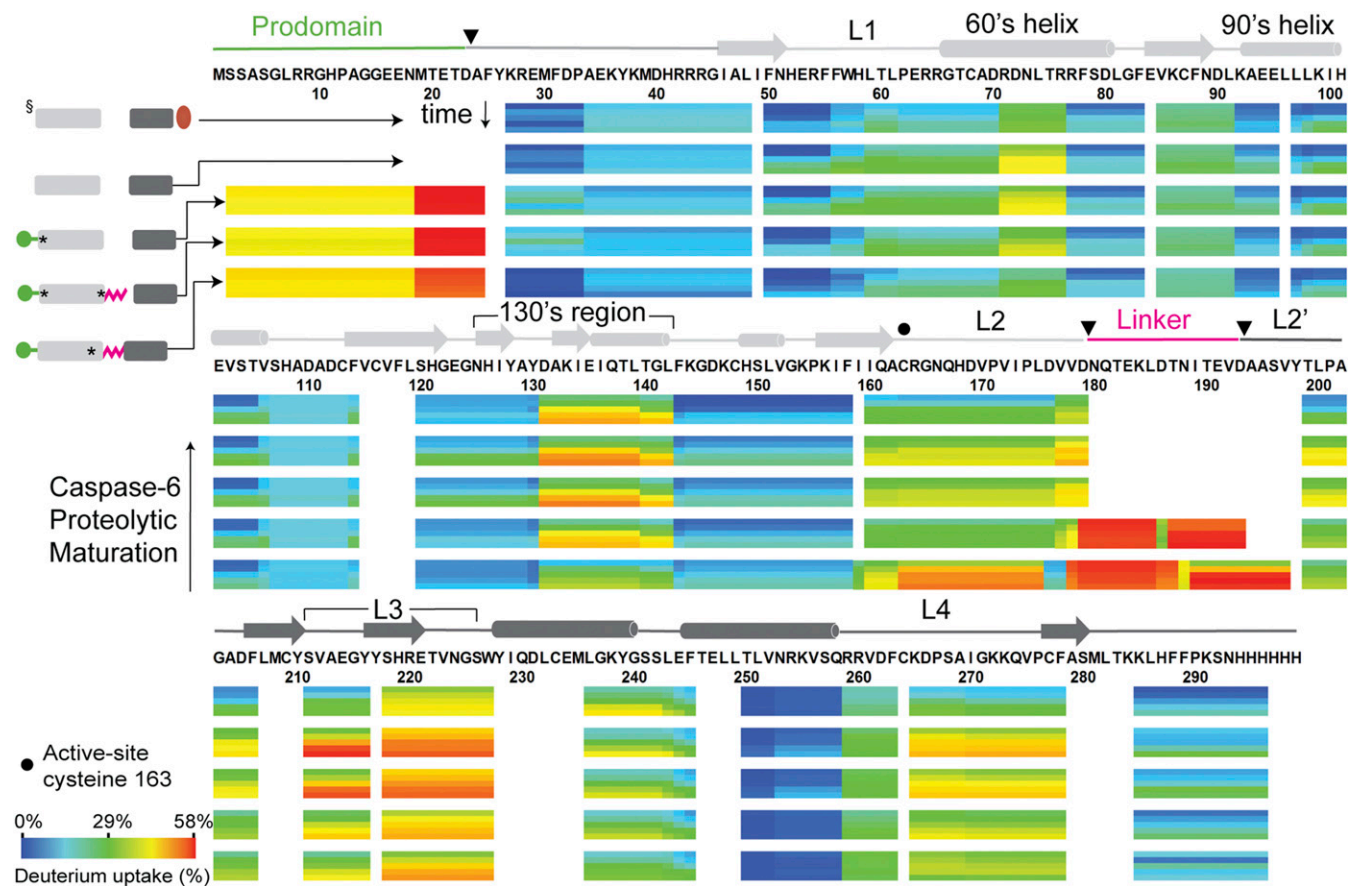 Prodomain L1 60's helix 90's helix
MSSASGLRRGHPAGGEENMTETDAFYKREMFDPAEKYKMDHRRRGIALIFNHERFFWHLTLPERRGTCADRDNLTRRFSDLGFEVKCFNDLKAEELLLKIH
10 30 40 50 60 70 80 90 100
§
time ↓
130's region L2 Linker L2'
EVSTVSHADADCFVCVFLSHGEGNHIYAYDAKIEIQTLTGLFKGDKCHSLVGKPKIFIIQACRGNQHDVPVIPLDVVDNQTEKLDTNITEVDAASVYTLPA
110 120 130 140 150 160 170 180 190 200
Caspase-6
Proteolytic
Maturation
L3 L4
GADFLMCYSVAEGYYSHRETVNGSWYIQDLCEMLGKYGSSLEFTELLTLVNRKVSQRRVDFCKDPSAIGKKQVPCFASMLTKKLHFFPKSNHHHHHH
210 220 230 240 250 260 270 280 290
Active-site
cysteine 163
0% 29% 58%
Deuterium uptake (%)